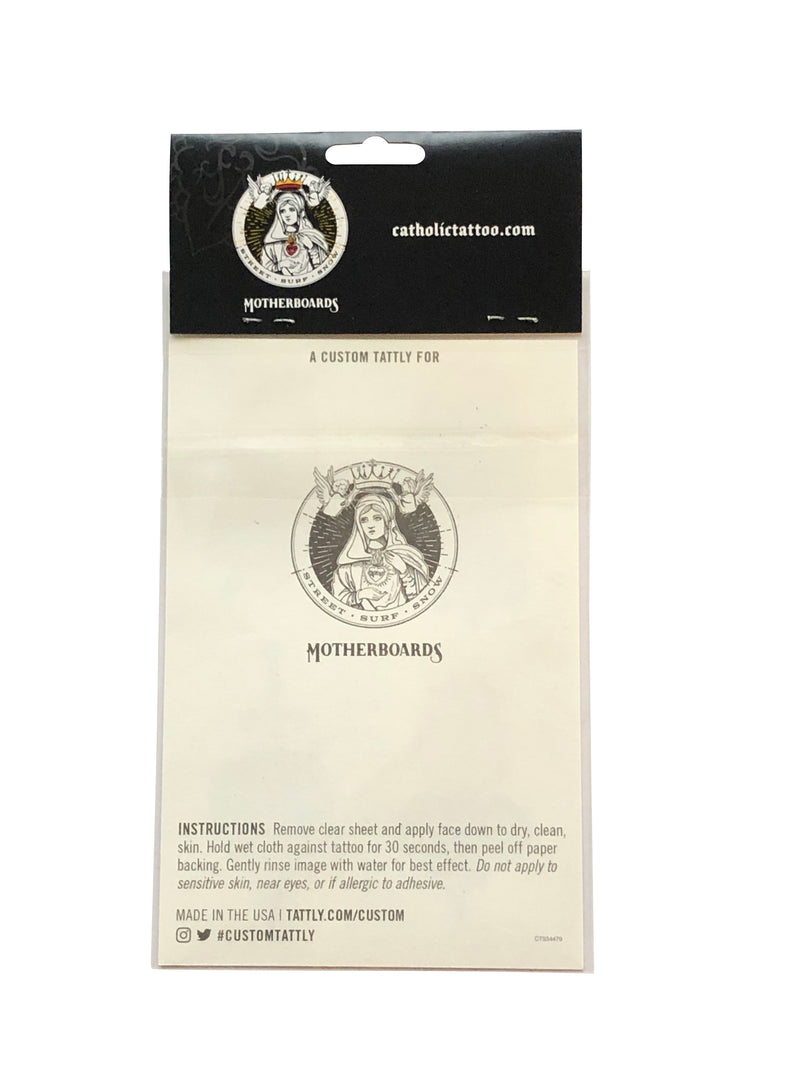 catholictattoo.com
STREET · SURF · SNOW
MOTHERBOARDS
A CUSTOM TATTLY FOR
STREET · SURF · SNOW
MOTHERBOARDS
INSTRUCTIONS Remove clear sheet and apply face down to dry, clean,
skin. Hold wet cloth against tattoo for 30 seconds, then peel off paper
backing. Gently rinse image with water for best effect. Do not apply to
sensitive skin, near eyes, or if allergic to adhesive.
MADE IN THE USA | TATTLY.COM/CUSTOM
#CUSTOMTATTLY